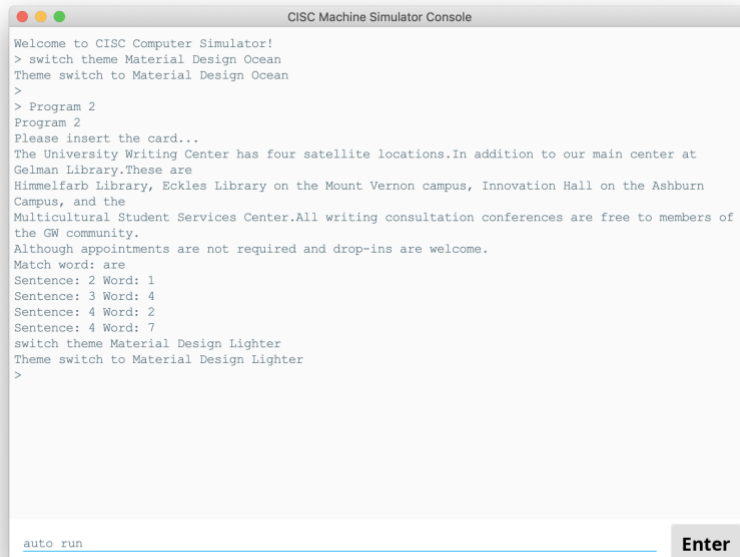 CISC Machine Simulator Console
Welcome to CISC Computer Simulator!
> switch theme Material Design Ocean
Theme switch to Material Design Ocean
>
> Program 2
Program 2
Please insert the card...
The University Writing Center has four satellite locations.In addition to our main center at
Gelman Library.These are
Himmelfarb Library, Eckles Library on the Mount Vernon campus, Innovation Hall on the Ashburn
Campus, and the
Multicultural Student Services Center.All writing consultation conferences are free to members of
the GW community.
Although appointments are not required and drop-ins are welcome.
Match word: are
Sentence: 2 Word: 1
Sentence: 3 Word: 4
Sentence: 4 Word: 2
Sentence: 4 Word: 7
switch theme Material Design Lighter
Theme switch to Material Design Lighter
>
auto run
Enter